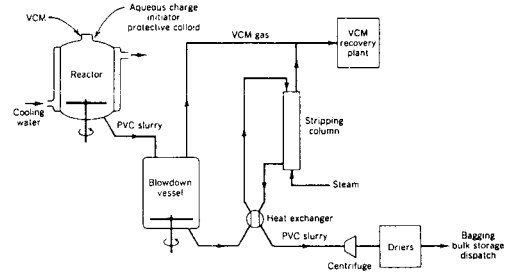 VCM
Aqueous charge
initiator
protective colloid
Reactor
Cooling
water
PVC slurry
VCM gas
VCM
recovery
plant
Stripping
column
Steam
Blowdown
vessel
Heat exchanger
PVC slurry
Centrifuge
Driers
Bagging
bulk storage
dispatch